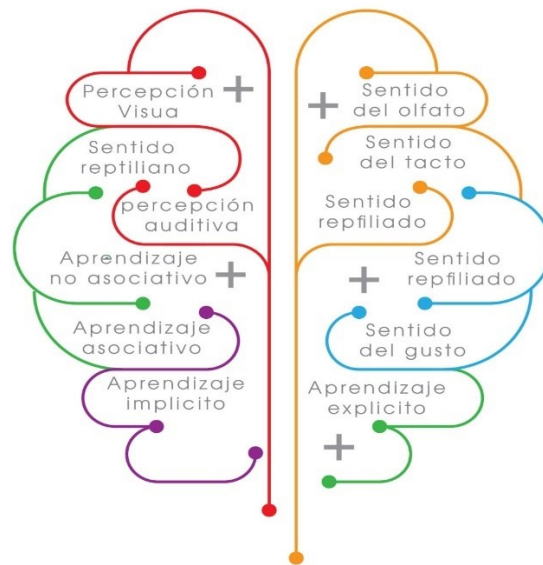 Percepción
Visua
Sentido
reptiliano
percepción
auditiva
Aprendizaje
no asociativo
Aprendizaje
asociativo
Aprendizaje
implicito
Sentido
del olfato
Sentido
del tacto
Sentido
repfiliado
Sentido
repfiliado
Sentido
del gusto
Aprendizaje
explicito